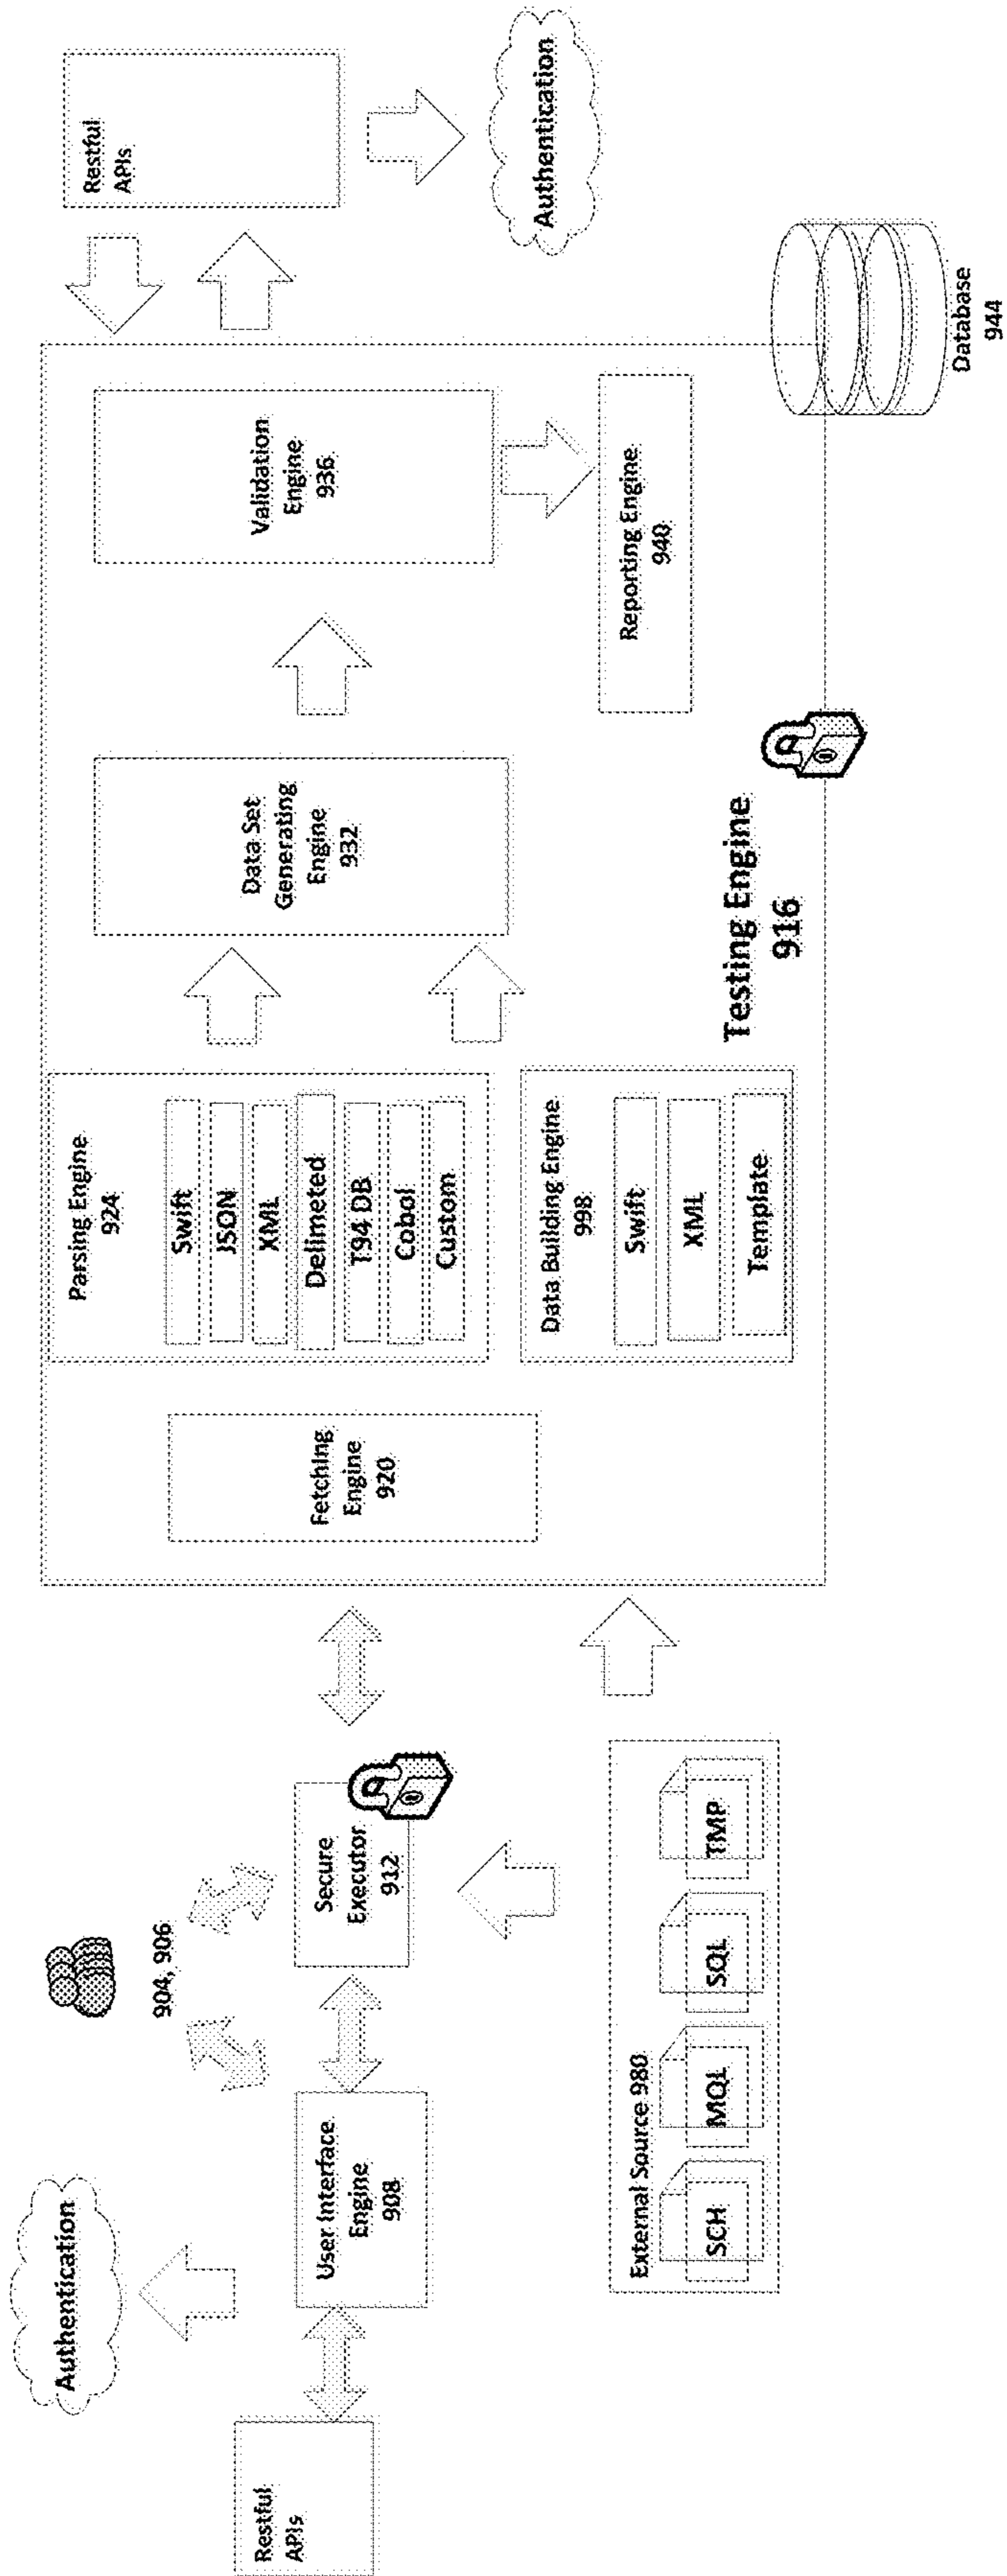 Restful
APIs
Authentication
User Interface
Engine
908
904, 906
Secure
Executor
912
External Source 980
SCH
MQL
SQL
TMP
Fetching
Engine
920
Parsing Engine
924
Swift
JSON
XML
Delimeted
T94 DB
Cobol
Custom
Data Building Engine
998
Swift
XML
Template
Data Set
Generating
Engine
932
Testing Engine
916
Validation
Engine
936
Reporting Engine
940
Database
944
Restful
APIs
Authentication